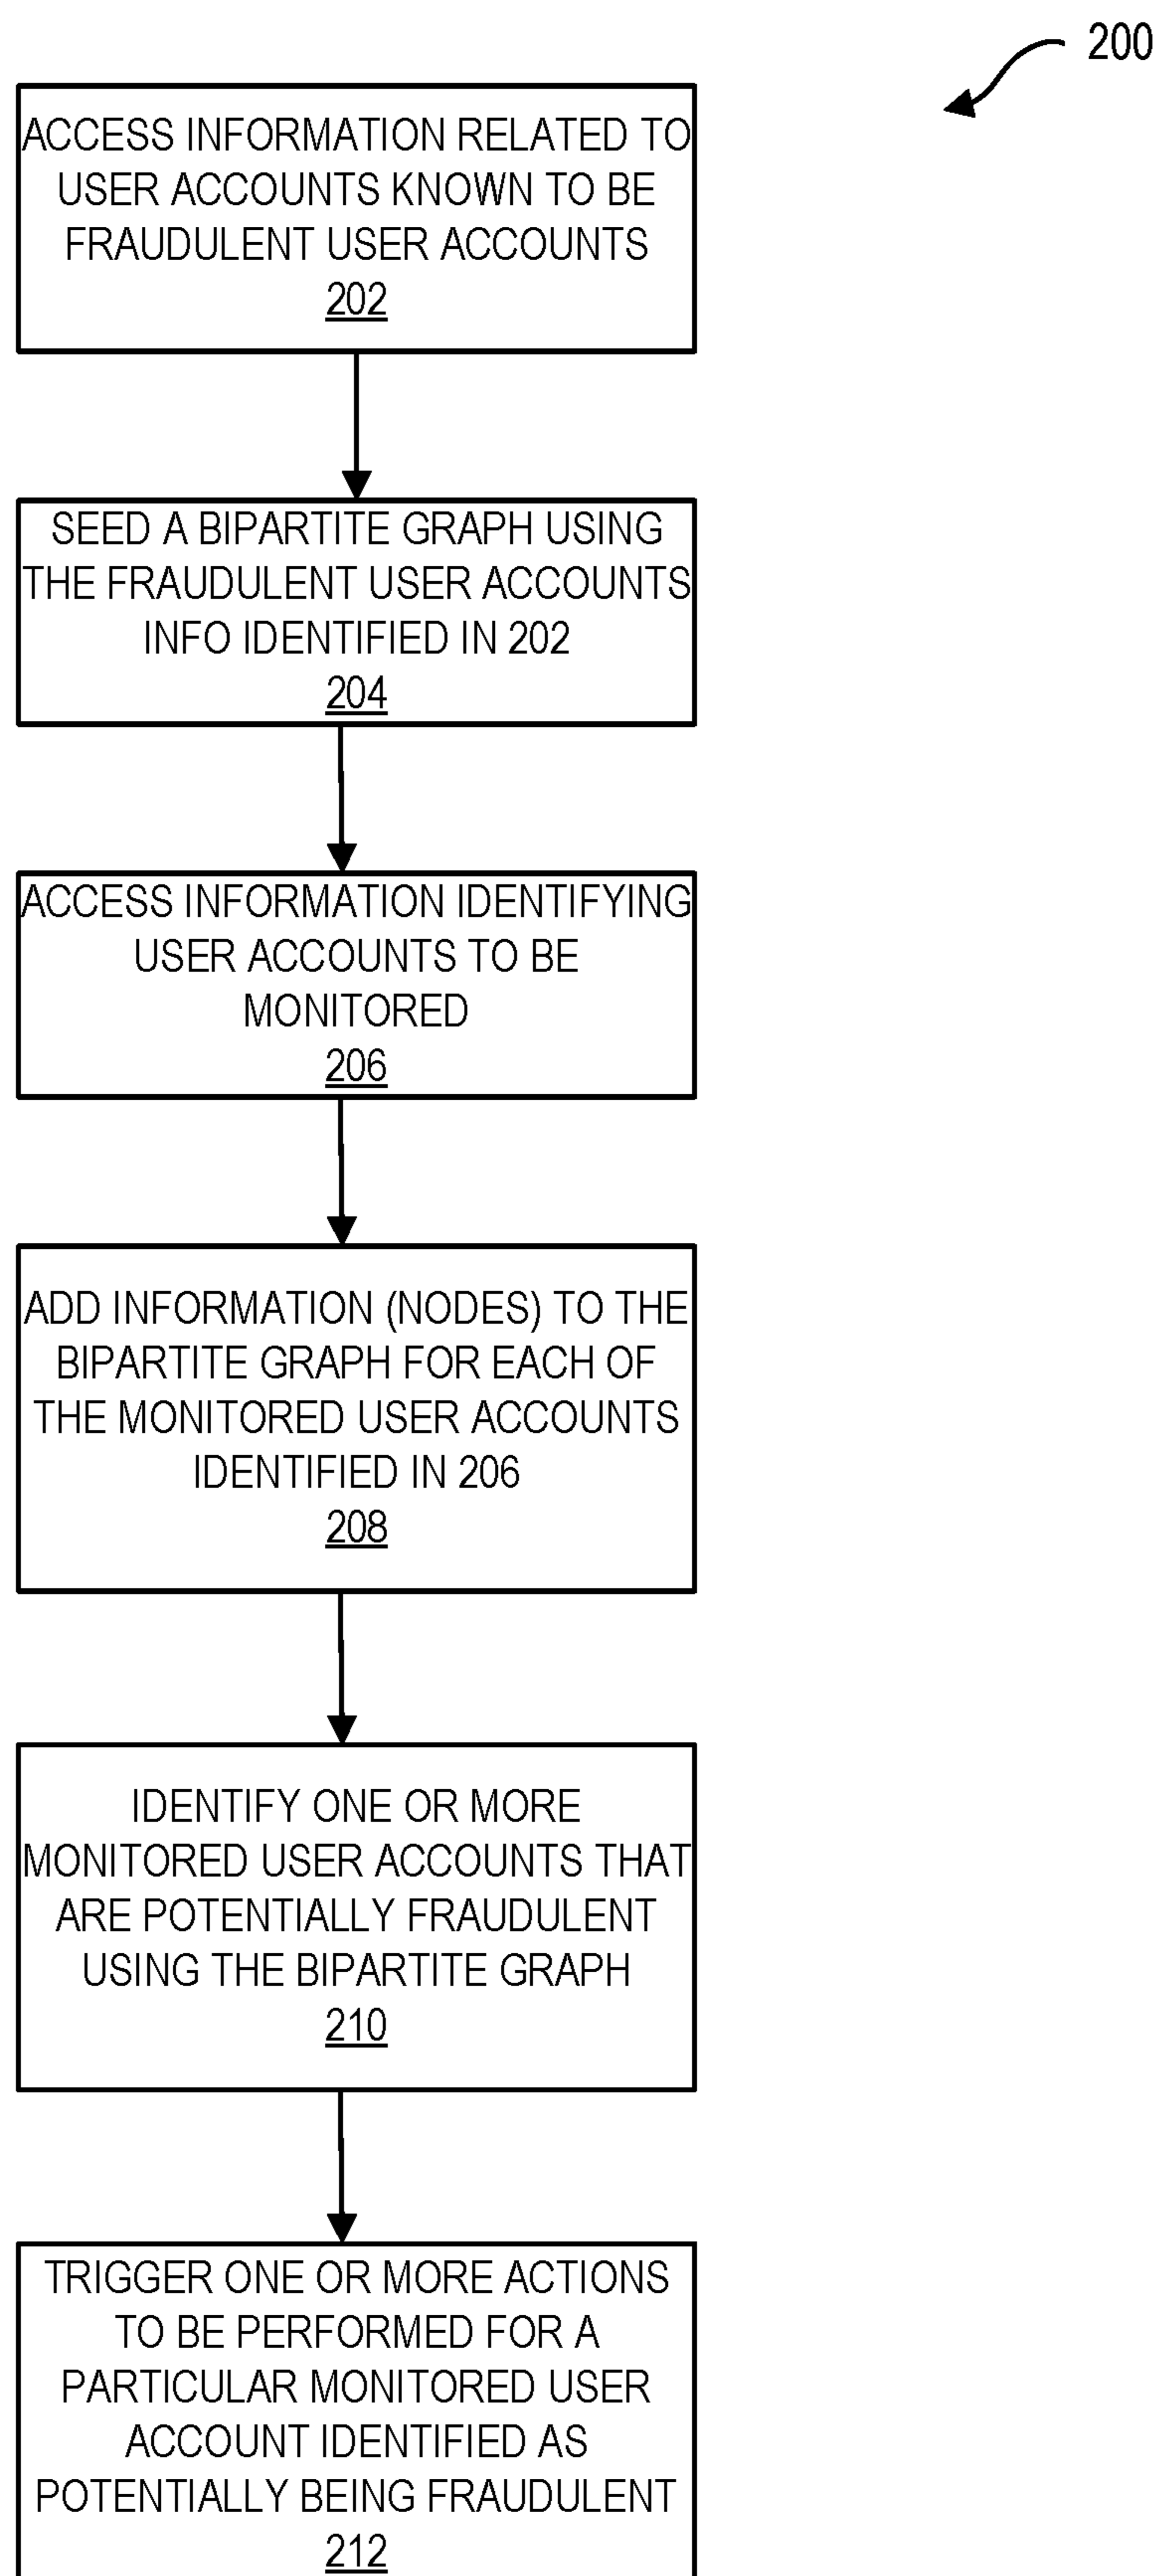 200
ACCESS INFORMATION RELATED TO
USER ACCOUNTS KNOWN TO BE
FRAUDULENT USER ACCOUNTS
202
SEED A BIPARTITE GRAPH USING
THE FRAUDULENT USER ACCOUNTS
INFO IDENTIFIED IN 202
204
ACCESS INFORMATION IDENTIFYING
USER ACCOUNTS TO BE
MONITORED
206
ADD INFORMATION (NODES) TO THE
BIPARTITE GRAPH FOR EACH OF
THE MONITORED USER ACCOUNTS
IDENTIFIED IN 206
208
IDENTIFY ONE OR MORE
MONITORED USER ACCOUNTS THAT
ARE POTENTIALLY FRAUDULENT
USING THE BIPARTITE GRAPH
210
TRIGGER ONE OR MORE ACTIONS
TO BE PERFORMED FOR A
PARTICULAR MONITORED USER
ACCOUNT IDENTIFIED AS
POTENTIALLY BEING FRAUDULENT
212